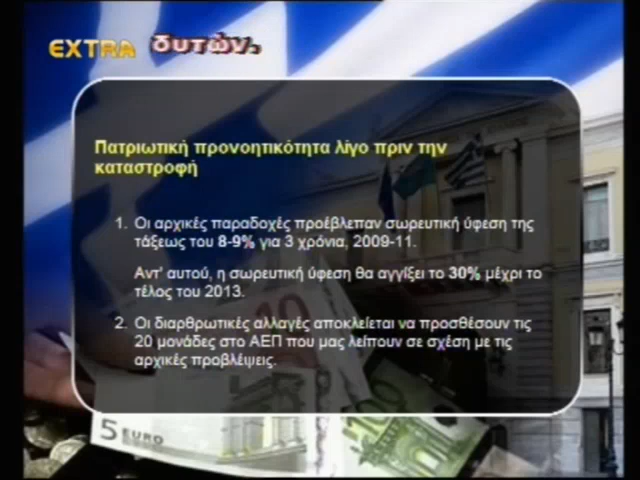 EXTRA δυτών.
Πατριωτική προνοητικότητα λίγο πριν την
καταστροφή
1. Οι αρχικές παραδοχές προέβλεπαν σωρευτική ύφεση της
τάξεως του 8-9% για 3 χρόνια, 2009-11.
Αντ' αυτού, η σωρευτική ύφεση θα αγγίξει το 30% μέχρι το
τέλος του 2013.
2. Οι διαρθρωτικές αλλαγές αποκλείεται να προσθέσουν τις
20 μονάδες στο ΑΕΠ που μας λείπουν σε σχέση με τις
αρχικές προβλέψεις.
10
5 EURO